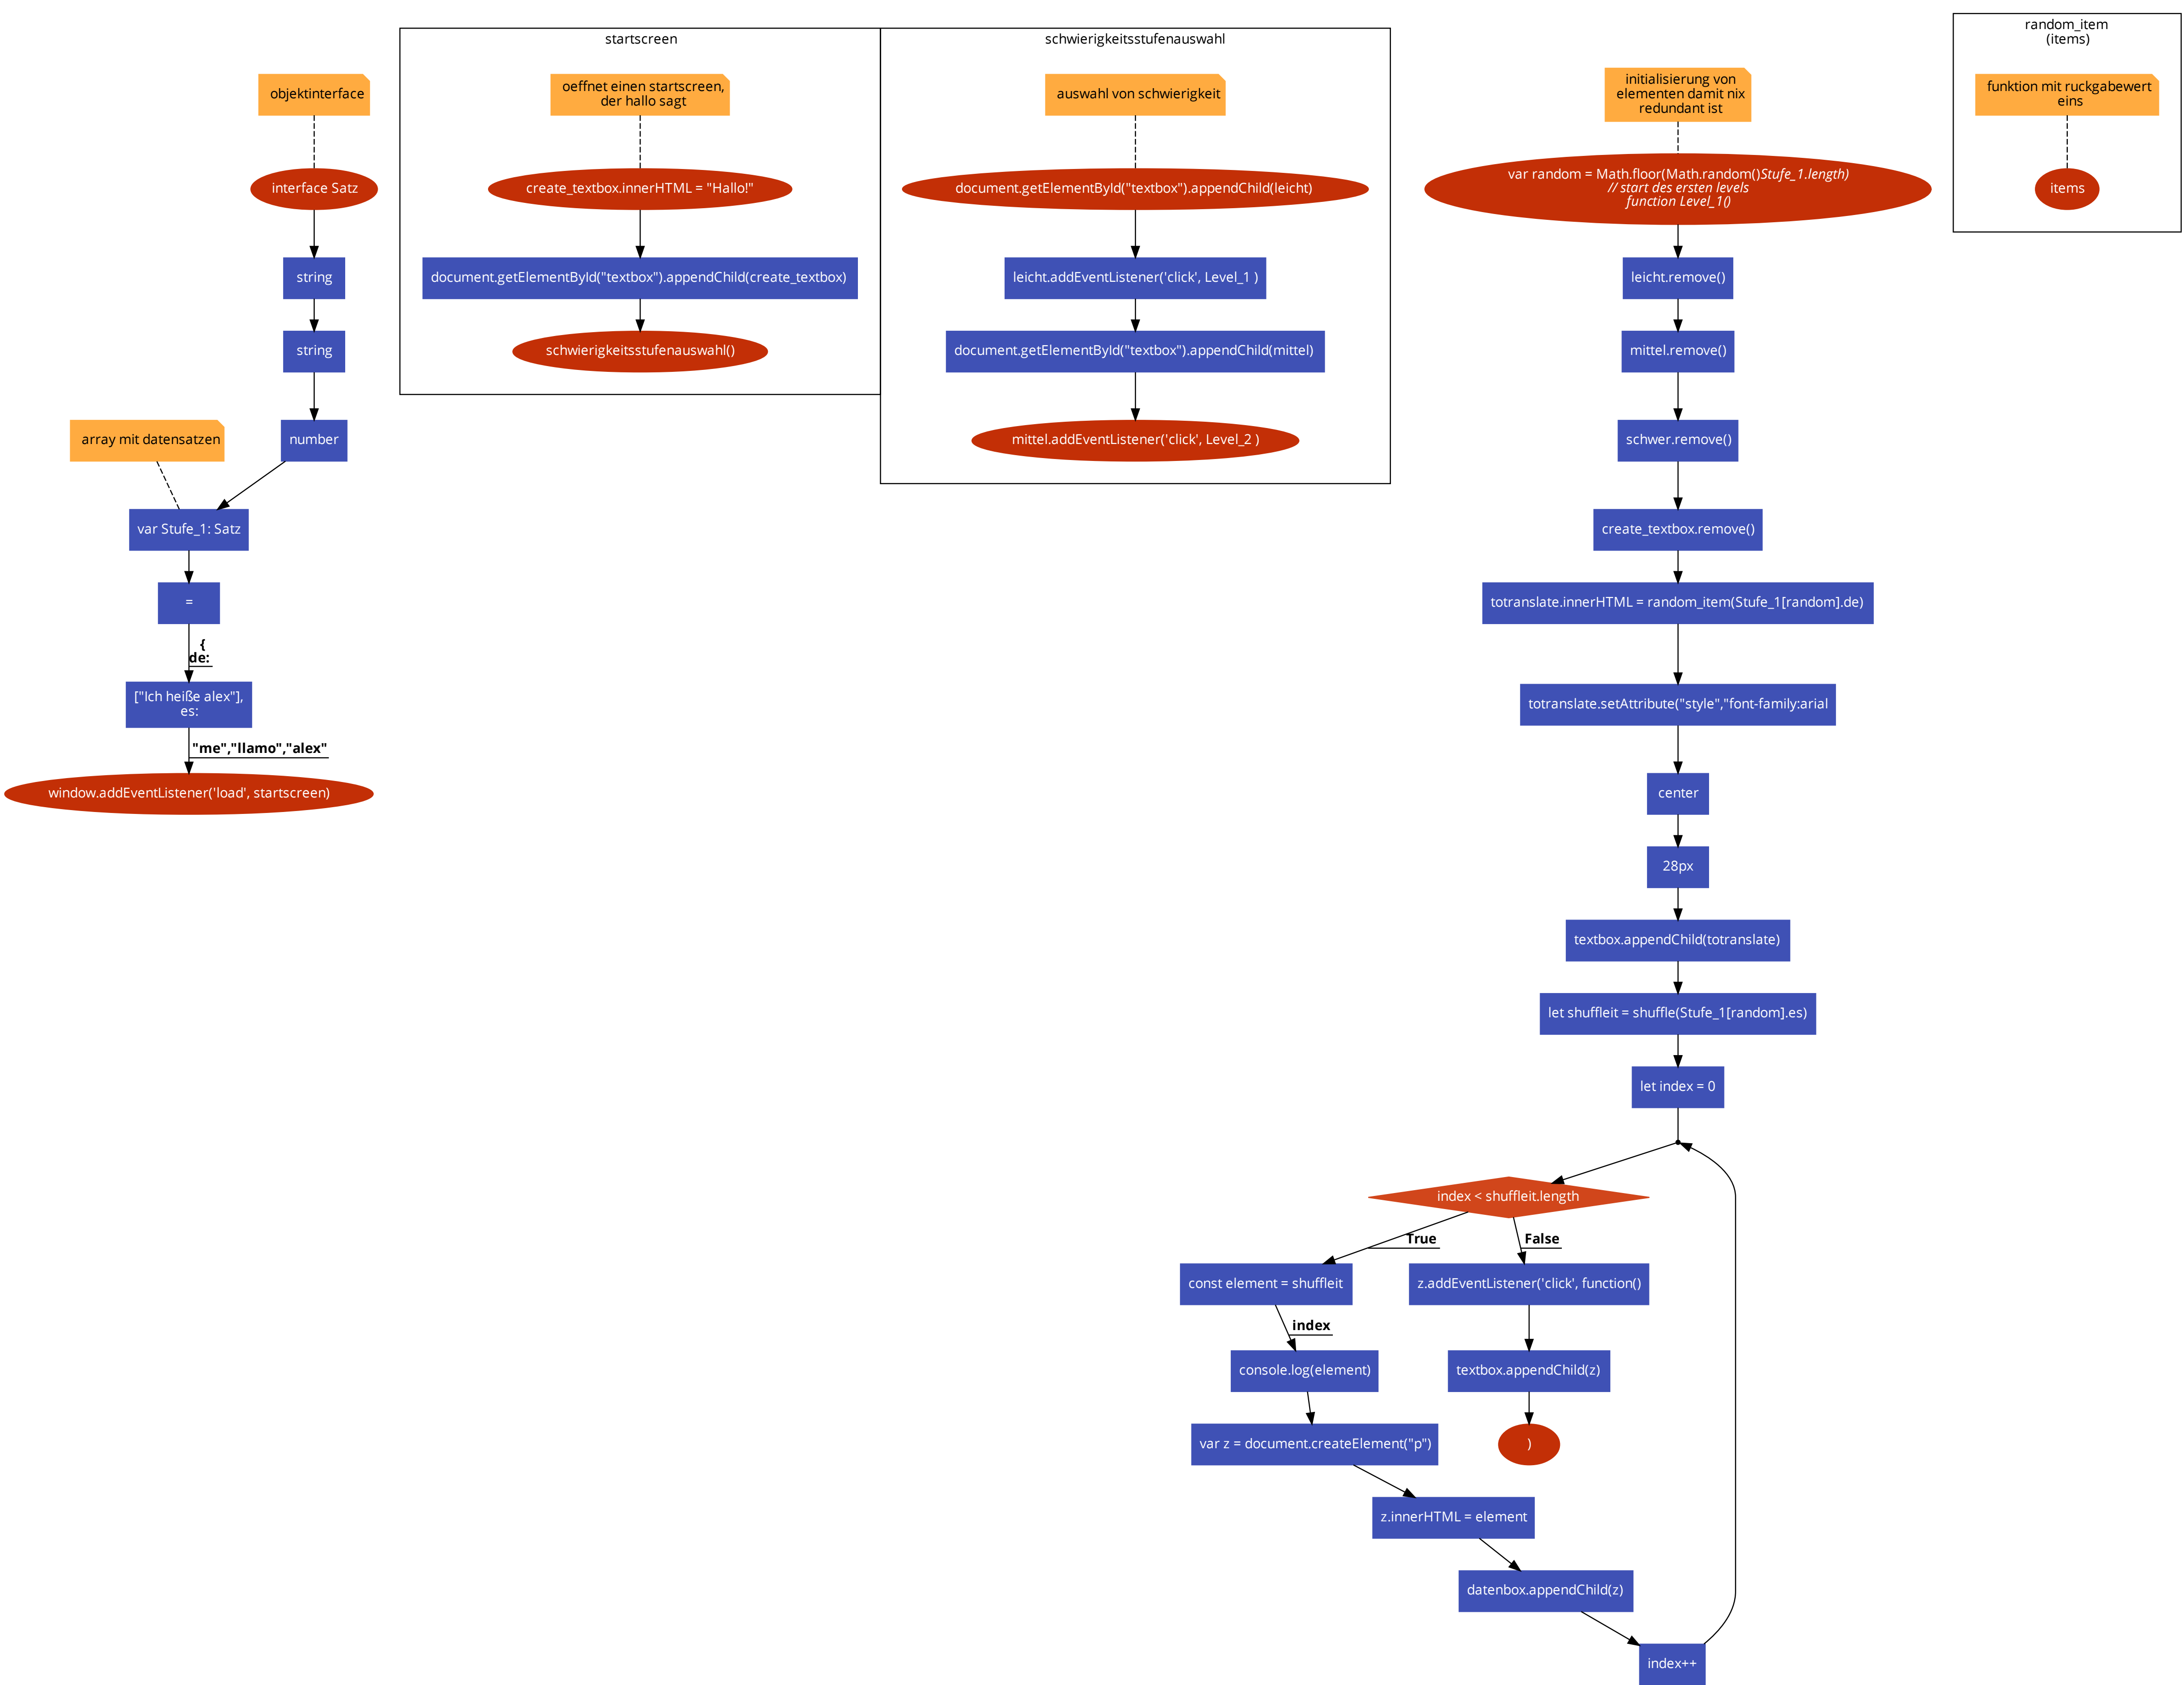 objektinterface
interface Satz
string
string
array mit datensatzen
number
var Stufe_1: Satz
=
{
de:
["Ich heiße alex"],
es:
"me","llamo","alex"
window.addEventListener('load', startscreen)
startscreen
oeffnet einen startscreen,
der hallo sagt
create_textbox.innerHTML = "Hallo!"
document.getElementById("textbox").appendChild(create_textbox)
schwierigkeitsstufenauswahl()
schwierigkeitsstufenauswahl
auswahl von schwierigkeit
document.getElementById("textbox").appendChild(leicht)
leicht.addEventListener('click', Level_1 )
document.getElementById("textbox").appendChild(mittel)
mittel.addEventListener('click', Level_2 )
initialisierung von
elementen damit nix
redundant ist
var random = Math.floor(Math.random()Stufe_1.length)
// start des ersten levels
function Level_1()
leicht.remove()
mittel.remove()
schwer.remove()
create_textbox.remove()
totranslate.innerHTML = random_item(Stufe_1[random].de)
totranslate.setAttribute("style","font-family:arial
center
28px
textbox.appendChild(totranslate)
let shuffleit = shuffle(Stufe_1[random].es)
let index = 0
index < shuffleit.length
True
False
const element = shuffleit
z.addEventListener('click', function()
index
console.log(element)
textbox.appendChild(z)
var z = document.createElement("p")
)
z.innerHTML = element
datenbox.appendChild(z)
index++
random_item
(items)
funktion mit ruckgabewert
eins
items